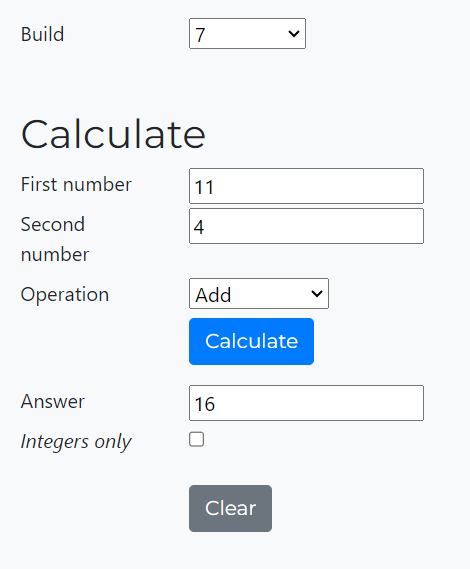 Build 7
Calculate
First number 11
Second
number 4
Operation Add
Calculate
Answer 16
Integers only
Clear